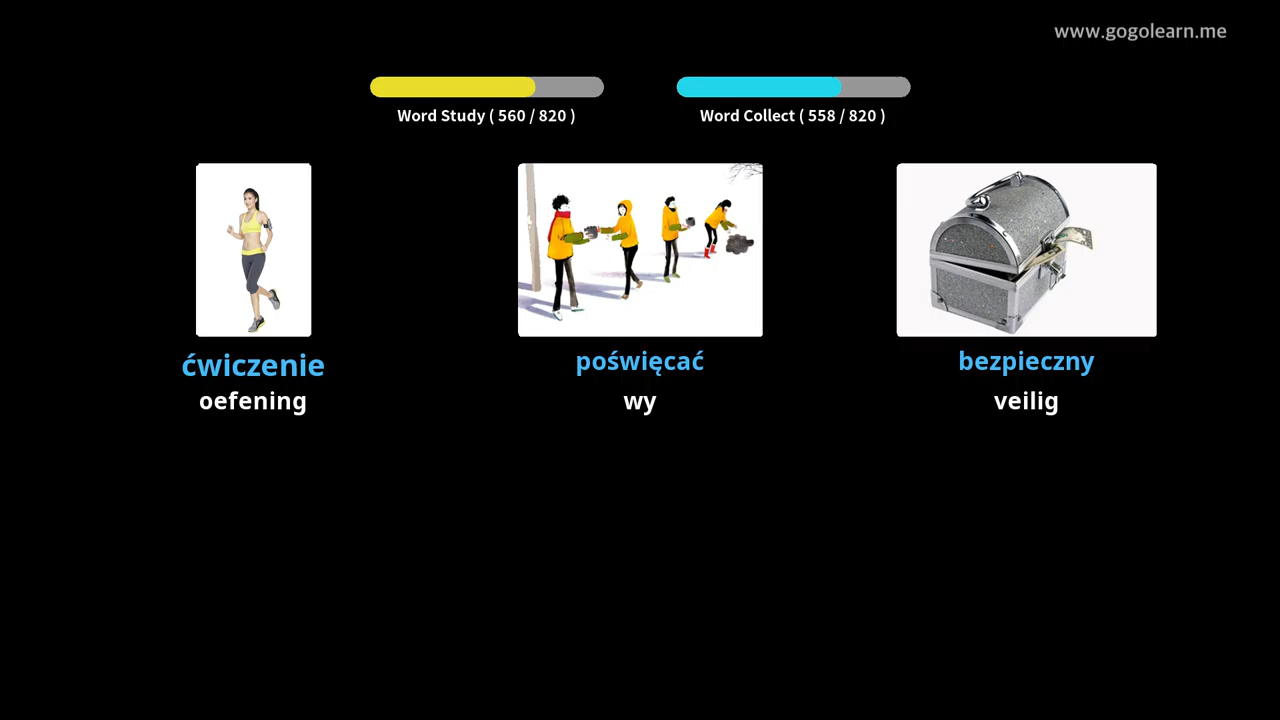 www.gogolearn.me
Word Study ( 560 / 820 )
Word Collect ( 558 / 820 )
ćwiczenie
oefening
poświęcać
wy
bezpieczny
veilig